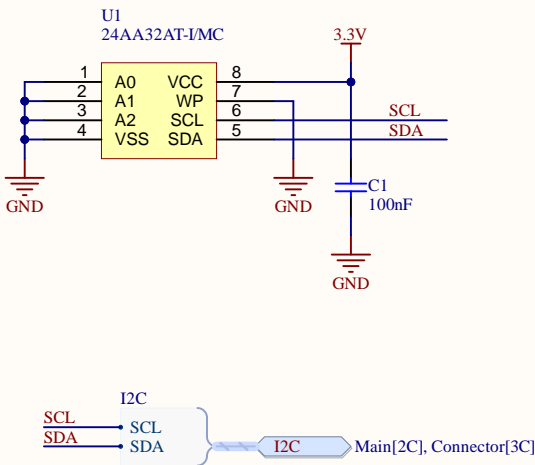 U1
24AA32AT-I/MC
3.3V
1 A0 VCC 8
2 A1 WP 7
3 A2 SCL 6 SCL
4 VSS SDA 5 SDA
C1
GND GND 100nF
GND
I2C
SCL SCL
SDA SDA I2C Main[2C], Connector[3C]